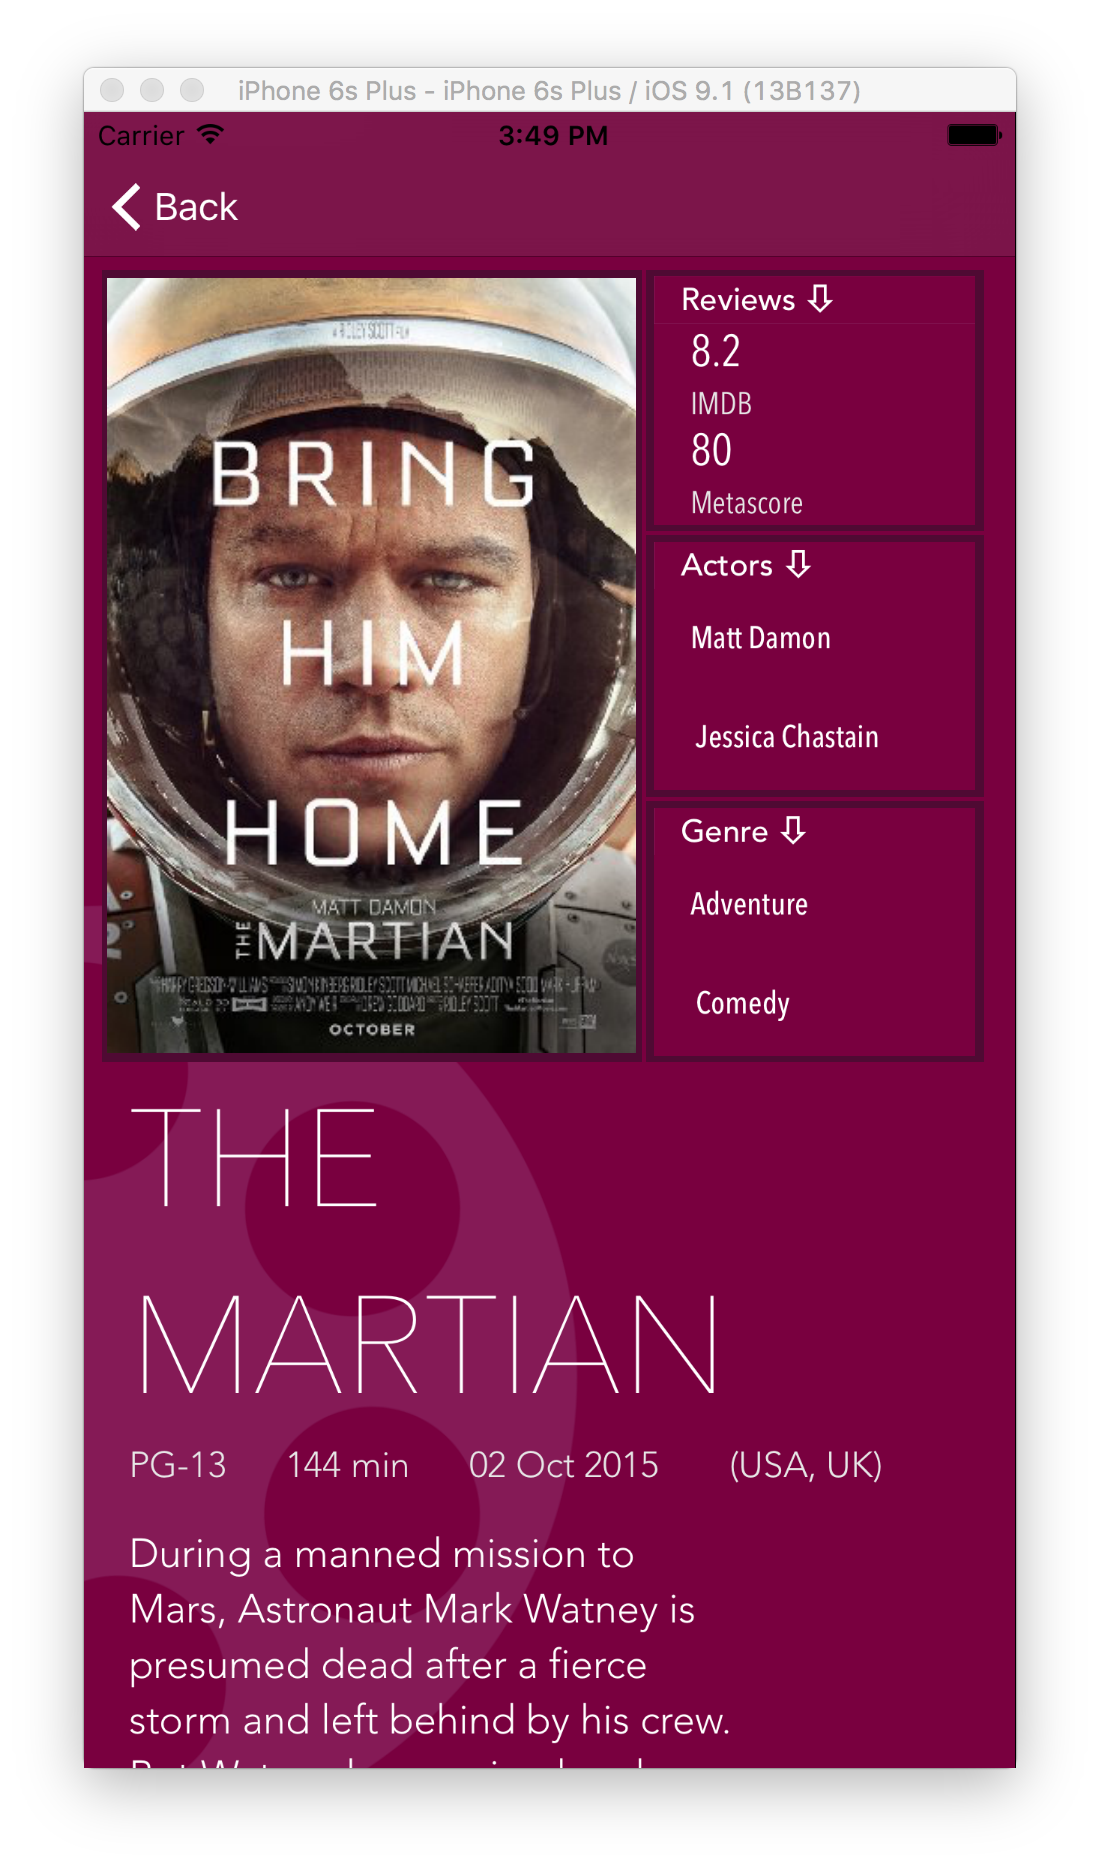 iPhone 6s Plus - iPhone 6s Plus / iOS 9.1 (13B137)
Carrier
3:49 PM
Back
A RIDLEY SCOTT FILM
BRING
HIM
HOME
MATT DAMON
THE MARTIAN
OCTOBER
Reviews
8.2
IMDB
80
Metascore
Actors
Matt Damon
Jessica Chastain
Genre
Adventure
Comedy
THE
MARTIAN
PG-13 144 min 02 Oct 2015 (USA, UK)
During a manned mission to
Mars, Astronaut Mark Watney is
presumed dead after a fierce
storm and left behind by his crew.